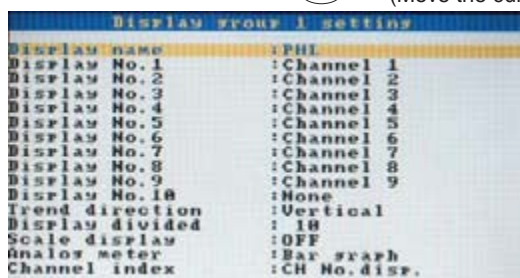 (Move the cur
Display group 1 setting
Display name :PHL
Display No.1 :Channel 1
Display No.2 :Channel 2
Display No.3 :Channel 3
Display No.4 :Channel 4
Display No.5 :Channel 5
Display No.6 :Channel 6
Display No.7 :Channel 7
Display No.8 :Channel 8
Display No.9 :Channel 9
Display No.10 :None
Trend direction :Vertical
Display divided : 10
Scale display :OFF
Analog meter :Bar graph
Channel index :CH No.disp.